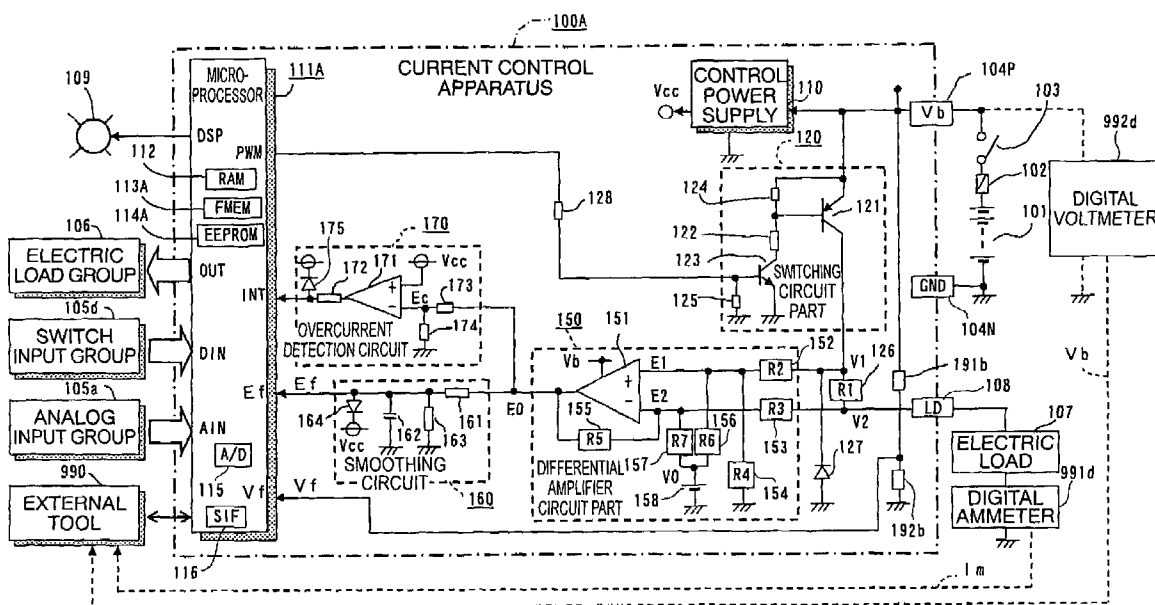 100A
109
MICRO-
PROCESSOR
111A
CURRENT CONTROL
APPARATUS
CONTROL
POWER
SUPPLY
110
Vcc
104P
Vb
103
992d
DSP
PWM
120
112
RAM
113A
FMEM
114A
EEPROM
128
124
121
122
123
125
SWITCHING
CIRCUIT
PART
102
101
DIGITAL
VOLTMETER
106
ELECTRIC
LOAD GROUP
OUT
INT
175
170
172
171
Vcc
Ec
173
174
OVERCURRENT
DETECTION CIRCUIT
GND
104N
105d
SWITCH
INPUT GROUP
DIN
150
151
152
Vb
E1
R2
V1
126
R1
191b
108
Vb
105a
ANALOG
INPUT GROUP
AIN
Ef
Ef
E0
E2
R3
V2
LD
107
164
Vcc
162
163
161
SMOOTHING
CIRCUIT
160
155
R5
156
R7
R6
157
153
V0
158
R4
154
127
DIFFERENTIAL
AMPLIFIER
CIRCUIT PART
ELECTRIC
LOAD
991d
DIGITAL
AMMETER
192b
990
EXTERNAL
TOOL
A/D
115
Vf
Vf
SIF
116
Im